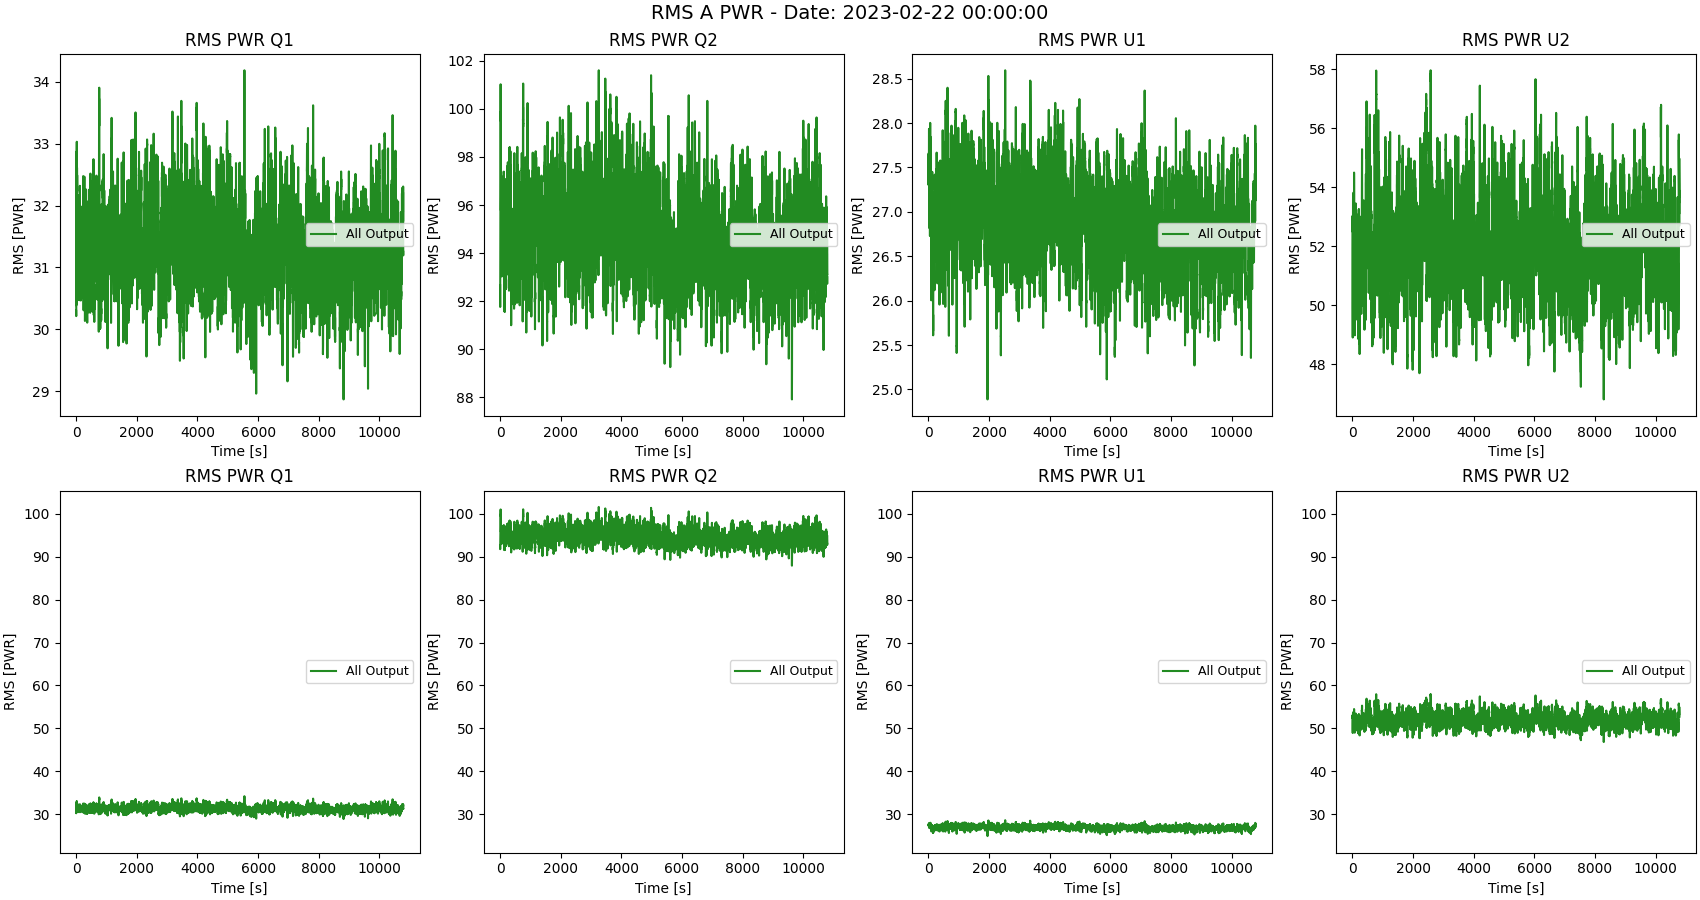 RMS A PWR - Date: 2023-02-22 00:00:00
RMS PWR Q1
RMS [PWR]
34
33
32
31
30
29
All Output
0 2000 4000 6000 8000 10000
Time [s]
RMS PWR Q2
RMS [PWR]
102
100
98
96
94
92
90
88
All Output
0 2000 4000 6000 8000 10000
Time [s]
RMS PWR U1
RMS [PWR]
28.5
28.0
27.5
27.0
26.5
26.0
25.5
25.0
All Output
0 2000 4000 6000 8000 10000
Time [s]
RMS PWR U2
RMS [PWR]
58
56
54
52
50
48
All Output
0 2000 4000 6000 8000 10000
Time [s]
RMS PWR Q1
RMS [PWR]
100
90
80
70
60
50
40
30
All Output
0 2000 4000 6000 8000 10000
Time [s]
RMS PWR Q2
RMS [PWR]
100
90
80
70
60
50
40
30
All Output
0 2000 4000 6000 8000 10000
Time [s]
RMS PWR U1
RMS [PWR]
100
90
80
70
60
50
40
30
All Output
0 2000 4000 6000 8000 10000
Time [s]
RMS PWR U2
RMS [PWR]
100
90
80
70
60
50
40
30
All Output
0 2000 4000 6000 8000 10000
Time [s]